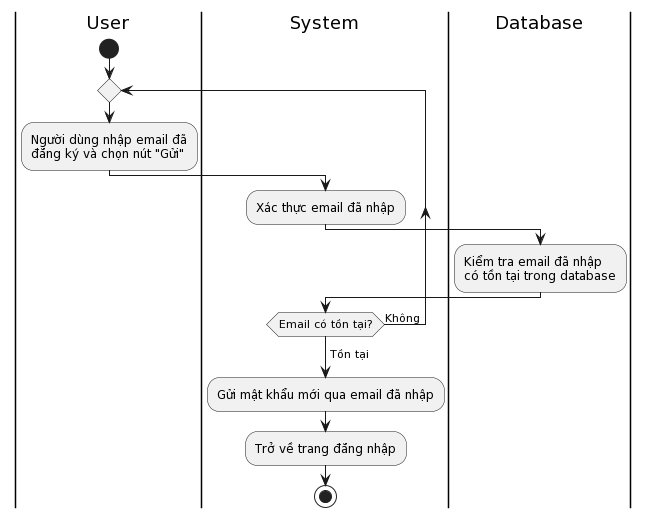 User
System
Database
Người dùng nhập email đã
đăng ký và chọn nút "Gửi"
Xác thực email đã nhập
Kiểm tra email đã nhập
có tồn tại trong database
Email có tồn tại?
Không
Tồn tại
Gửi mật khẩu mới qua email đã nhập
Trở về trang đăng nhập